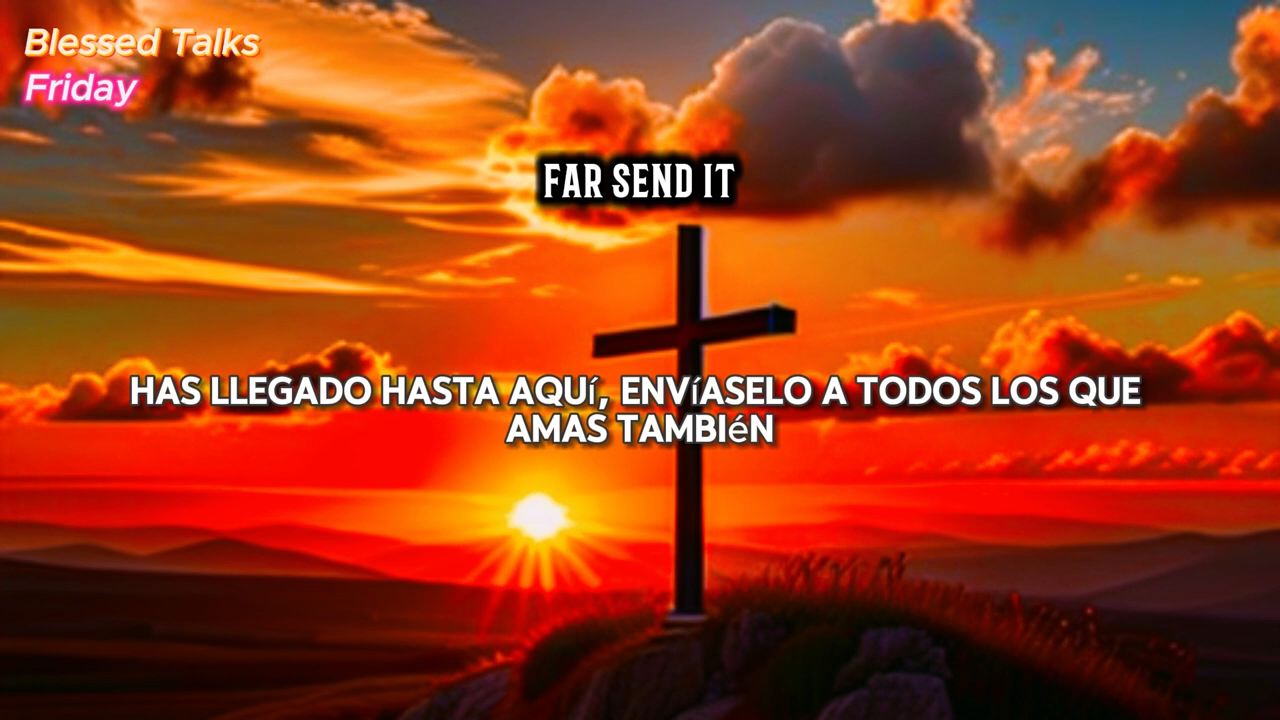 Blessed Talks
Friday
FAR SEND IT
HAS LLEGADO HASTA AQUí, ENVíASELO A TODOS LOS QUE
AMAS TAMBIéN